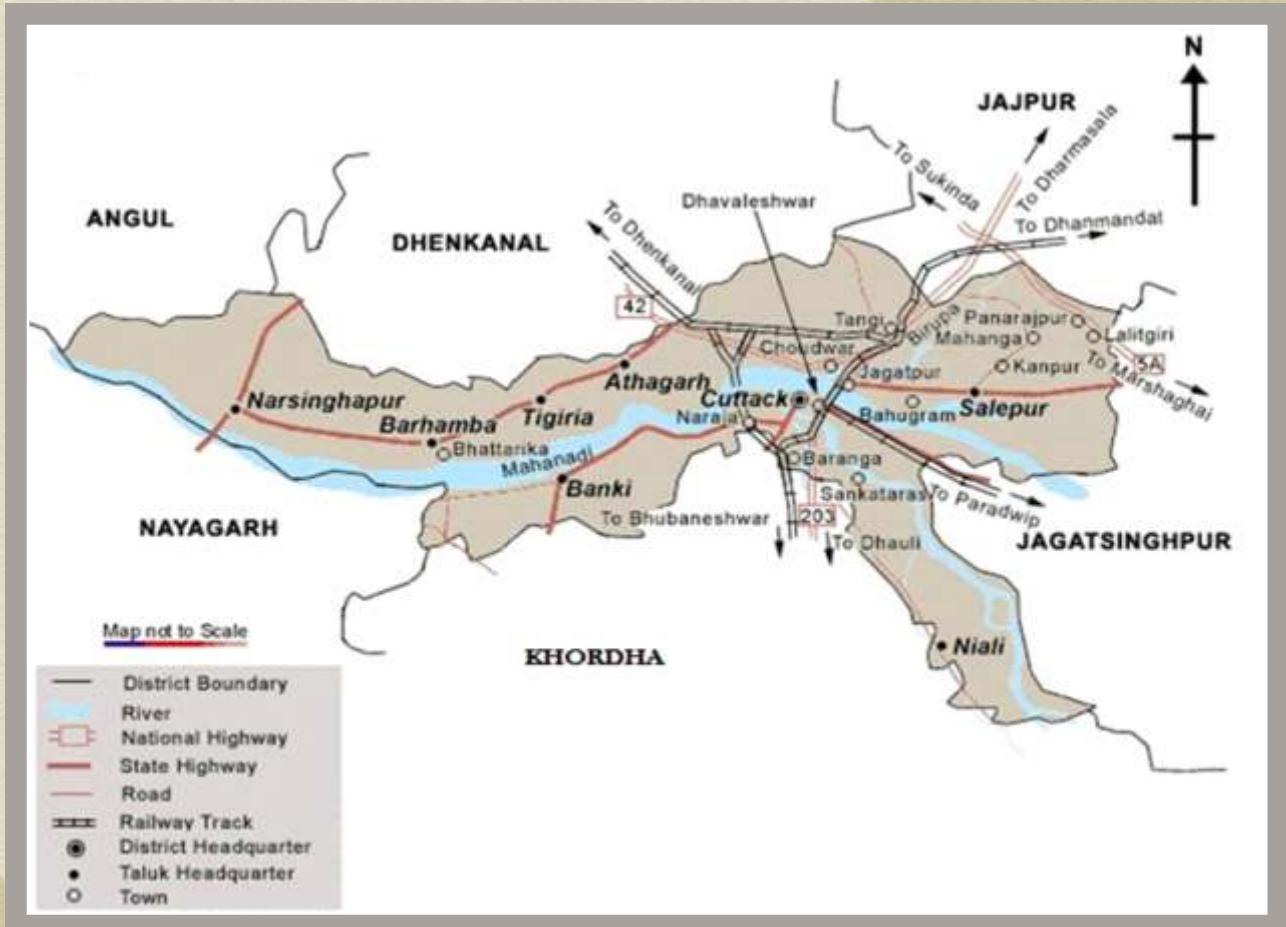 N
JAJPUR
To Sukinda
To Dharmasala
To Dhanmandal
ANGUL
DHENKANAL
Dhavaleshwar
To Dhenkanal
42
Tangi
Birupa
Panarajpur
Mahanga
Lalitgiri
Choudwar
Kanpur
5A
To Marshaghai
Athagarh
Jagatpur
Cuttack
Narsinghapur
Tigiria
Salepur
Bahugram
Naraja
Barhamba
Bhattarika
Mahanadi
Baranga
Banki
Sankataras
To Paradwip
NAYAGARH
To Bhubaneshwar
203
To Dhauli
JAGATSINGHPUR
Niali
KHORDHA
Map not to Scale
District Boundary
River
National Highway
State Highway
Road
Railway Track
District Headquarter
Taluk Headquarter
Town